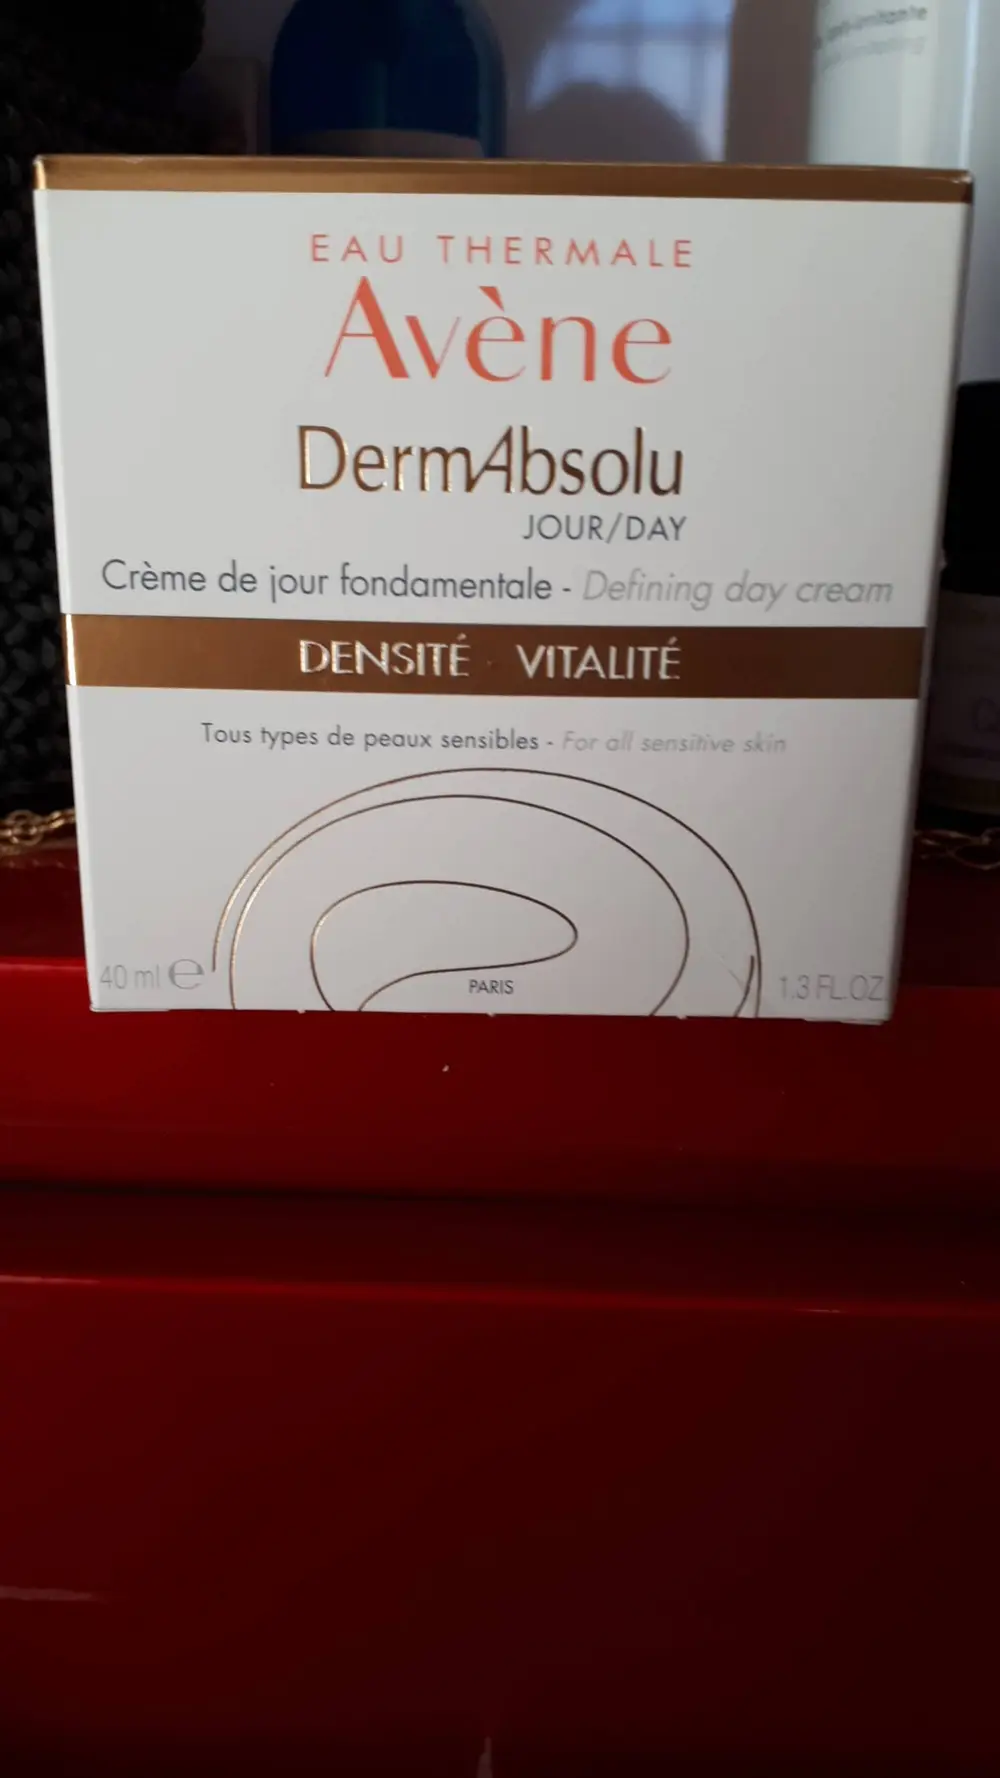 EAU THERMALE
Avène
DermAbsolu
JOUR/DAY
Crème de jour fondamentale - Defining day cream
DENSITÉ · VITALITÉ
Tous types de peaux sensibles - For all sensitive skin
40 ml ℮
PARIS
1.3 FL.OZ